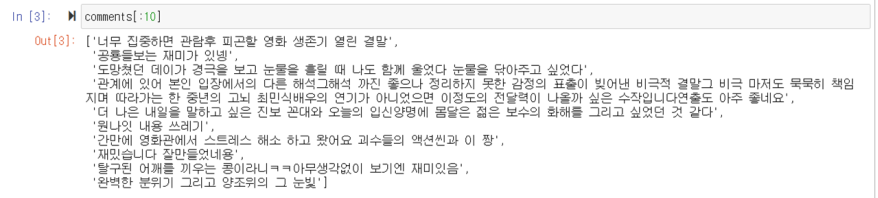 In [3]: comments[:10]
Out[3]: ['너무 집중하면 관람후 피곤할 영화 생존기 열린 결말',
'공룡들보는 재미가 있넹',
'도망쳤던 데이가 경극을 보고 눈물을 흘릴 때 나도 함께 울었다 눈물을 닦아주고 싶었다',
'관계에 있어 본인 입장에서의 다른 해석그해석 까진 좋으나 정리하지 못한 감정의 표출이 빚어낸 비극적 결말그 비극 마저도 묵묵히 책임
지며 따라가는 한 중년의 고뇌 최민식배우의 연기가 아니었으면 이정도의 전달력이 나올까 싶은 수작입니다연출도 아주 좋네요',
'더 나은 내일을 말하고 싶은 진보 꼰대와 오늘의 입신양명에 몸달은 젊은 보수의 화해를 그리고 싶었던 것 같다',
'원나잇 내용 쓰레기',
'간만에 영화관에서 스트레스 해소 하고 왔어요 괴수들의 액션씬과 이 짱',
'재밌습니다 잘만들었네용',
'탈구된 어깨를 끼우는 콩이라니ㅋㅋ아무생각없이 보기엔 재미있음',
'완벽한 분위기 그리고 양조위의 그 눈빛']